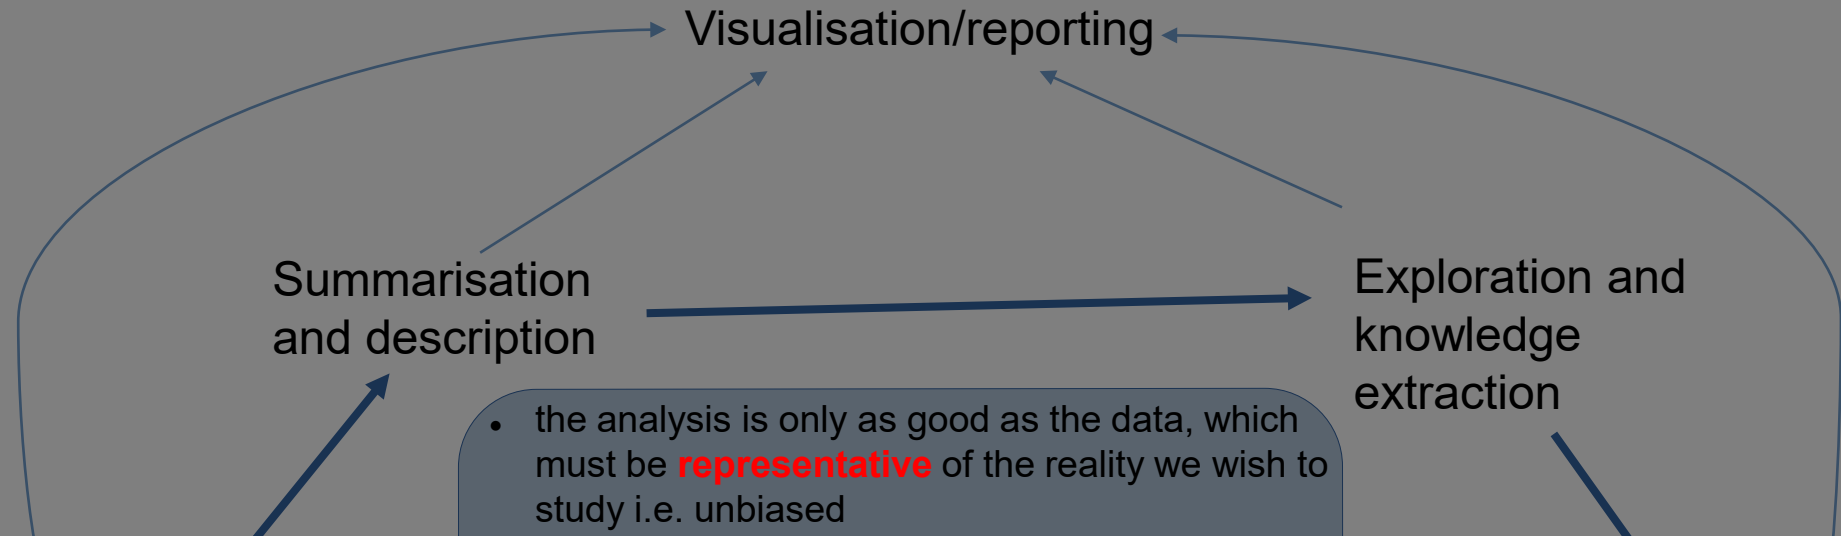 Visualisation/reporting
Summarisation
and description
Exploration and
knowledge
extraction
• the analysis is only as good as the data, which
must be representative of the reality we wish to
study i.e. unbiased